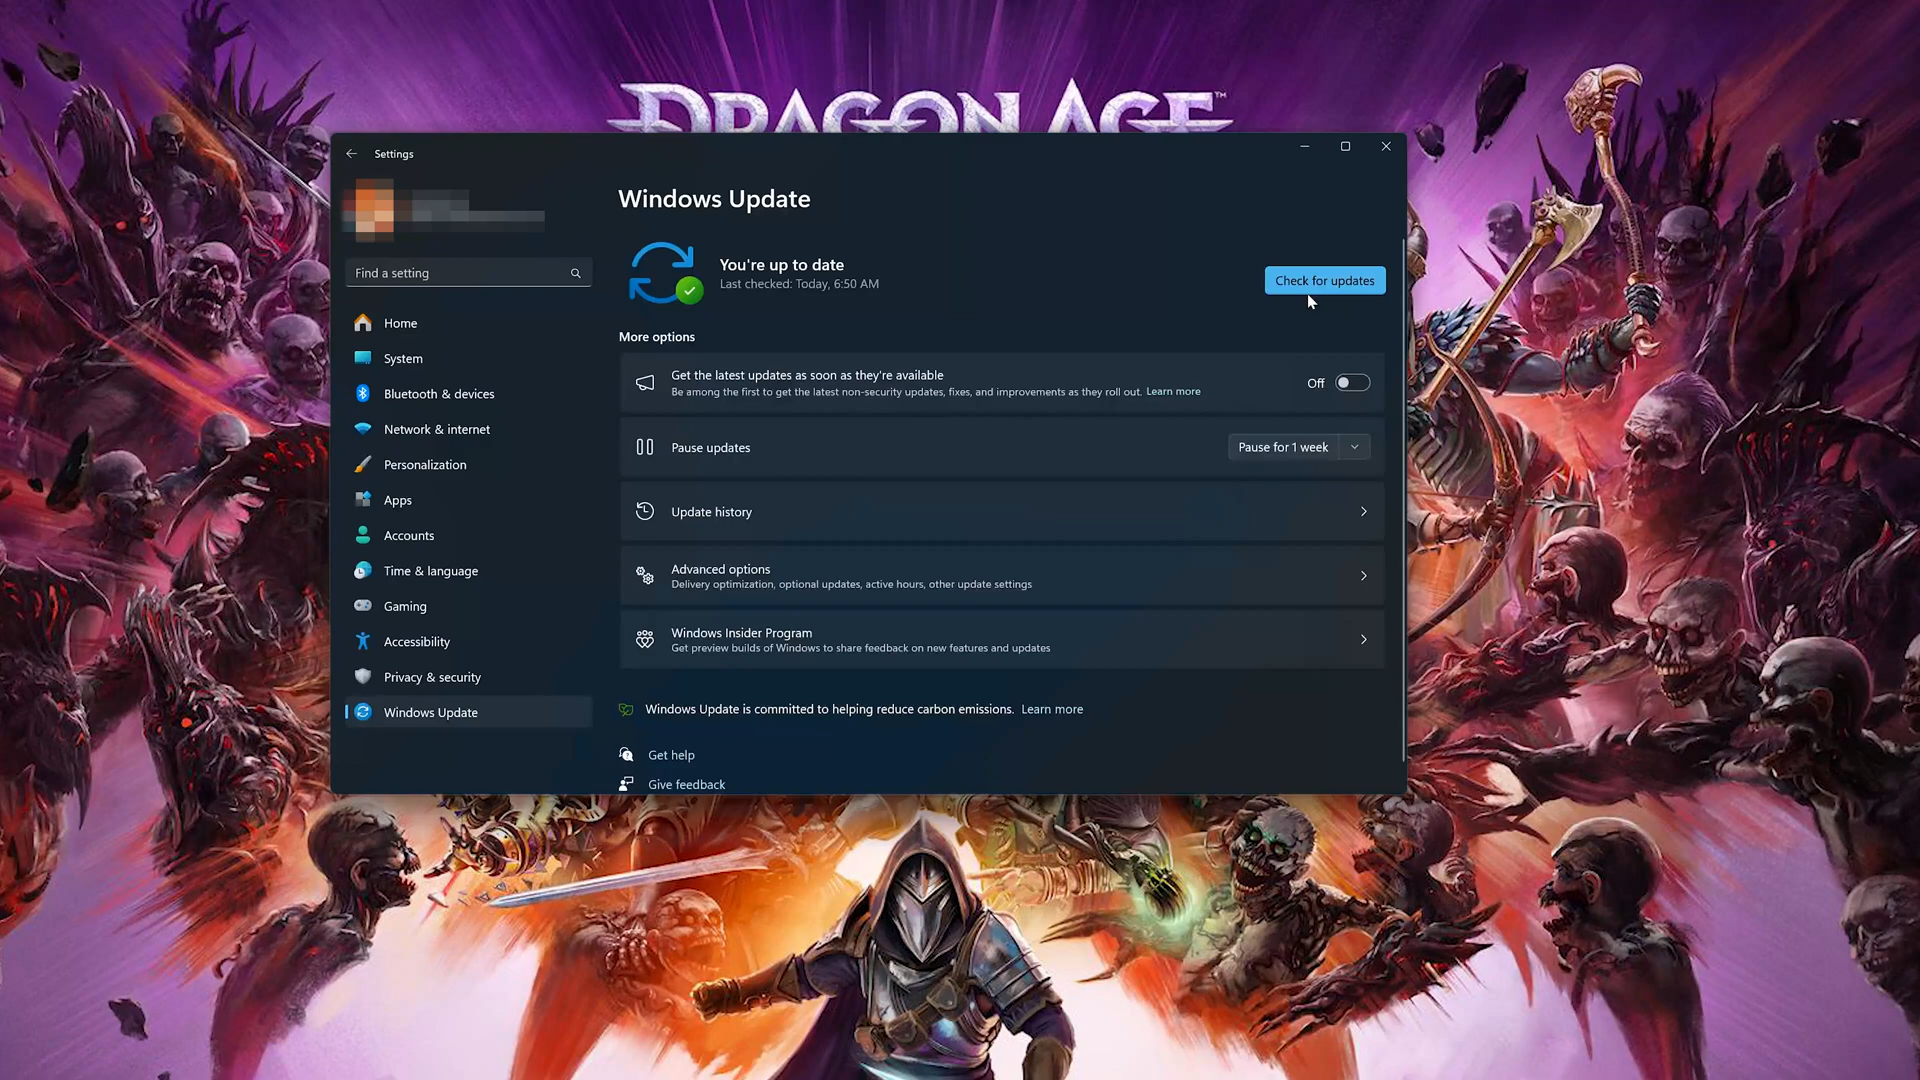 DRAGON AGE™
Settings
Windows Update
Find a setting
You're up to date
Last checked: Today, 6:50 AM
Check for updates
Home
System
Bluetooth & devices
Network & internet
Personalization
Apps
Accounts
Time & language
Gaming
Accessibility
Privacy & security
Windows Update
More options
Get the latest updates as soon as they're available
Be among the first to get the latest non-security updates, fixes, and improvements as they roll out. Learn more
Off
Pause updates
Pause for 1 week
Update history
Advanced options
Delivery optimization, optional updates, active hours, other update settings
Windows Insider Program
Get preview builds of Windows to share feedback on new features and updates
Windows Update is committed to helping reduce carbon emissions. Learn more
Get help
Give feedback